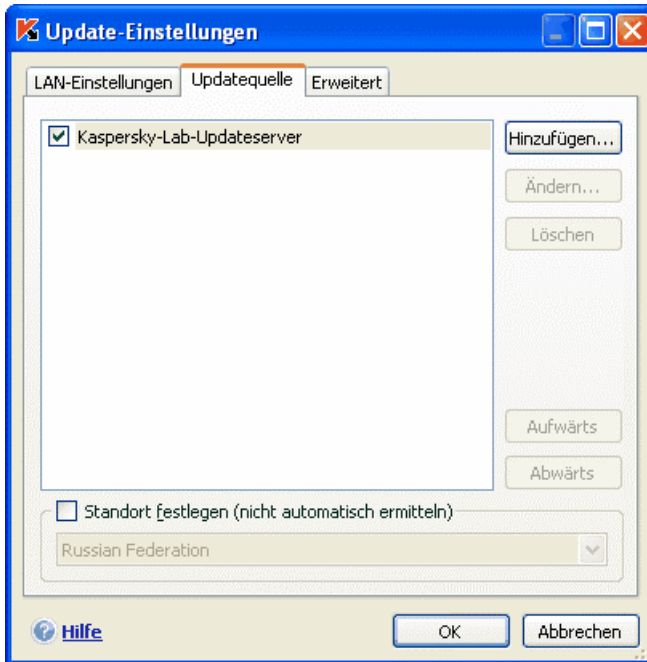 Update-Einstellungen
LAN-Einstellungen
Updatequelle
Erweitert
Kaspersky-Lab-Updateserver
Hinzufügen...
Ändern...
Löschen
Aufwärts
Abwärts
Standort festlegen (nicht automatisch ermitteln)
Russian Federation
Hilfe
OK
Abbrechen